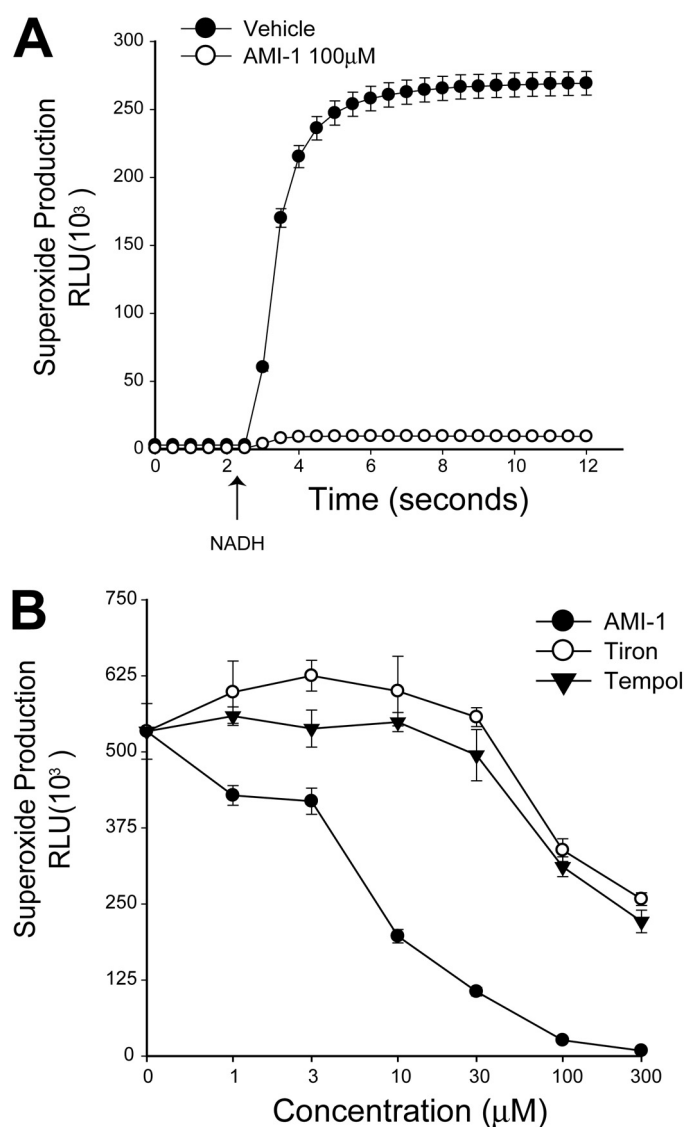 A
Vehicle
AMI-1 100μM
Superoxide Production
RLU(10³)
300
250
200
150
100
50
0
0 2 4 6 8 10 12
Time (seconds)
NADH
B
AMI-1
Tiron
Tempol
Superoxide Production
RLU(10³)
750
625
500
375
250
125
0
0 1 3 10 30 100 300
Concentration (μM)